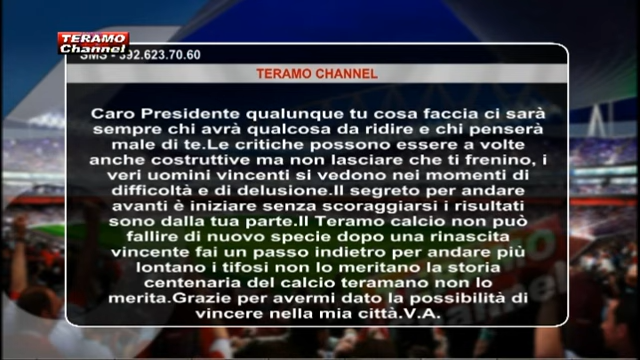 TERAMO
Channel
SMS - 392.623.70.60
TERAMO CHANNEL
Caro Presidente qualunque tu cosa faccia ci sarà
sempre chi avrà qualcosa da ridire e chi penserà
male di te.Le critiche possono essere a volte
anche costruttive ma non lasciare che ti frenino, i
veri uomini vincenti si vedono nei momenti di
difficoltà e di delusione.Il segreto per andare
avanti è iniziare senza scoraggiarsi i risultati
sono dalla tua parte.Il Teramo calcio non può
fallire di nuovo specie dopo una rinascita
vincente fai un passo indietro per andare più
lontano i tifosi non lo meritano la storia
centenaria del calcio teramano non lo
merita.Grazie per avermi dato la possibilità di
vincere nella mia città.V.A.